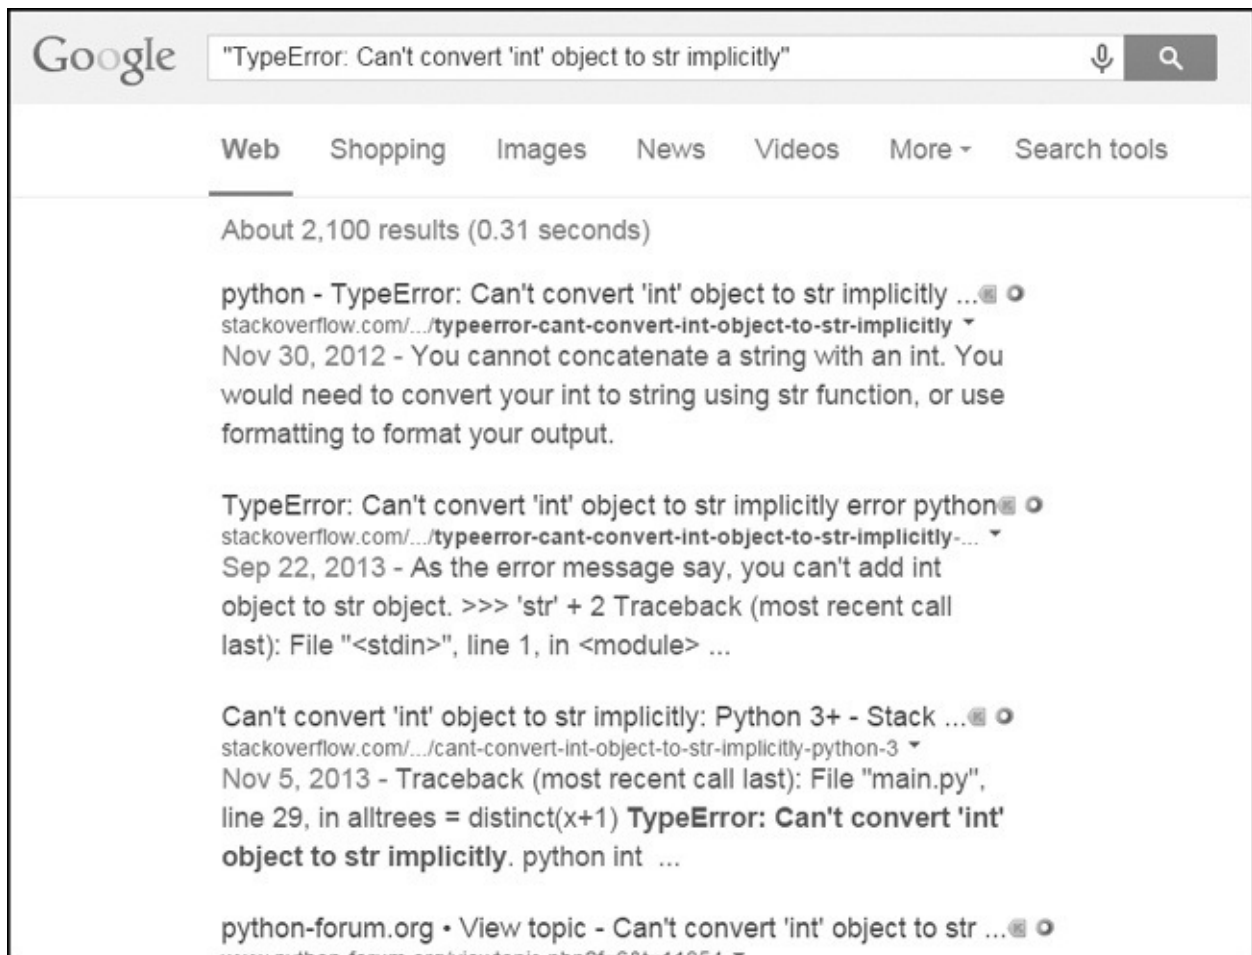 Google "TypeError: Can't convert 'int' object to str implicitly"
Web Shopping Images News Videos More Search tools
About 2,100 results (0.31 seconds)
python - TypeError: Can't convert 'int' object to str implicitly ...
stackoverflow.com/.../typeerror-cant-convert-int-object-to-str-implicitly
Nov 30, 2012 - You cannot concatenate a string with an int. You
would need to convert your int to string using str function, or use
formatting to format your output.
TypeError: Can't convert 'int' object to str implicitly error python
stackoverflow.com/.../typeerror-cant-convert-int-object-to-str-implicitly-...
Sep 22, 2013 - As the error message say, you can't add int
object to str object. >>> 'str' + 2 Traceback (most recent call
last): File "<stdin>", line 1, in <module> ...
Can't convert 'int' object to str implicitly: Python 3+ - Stack ...
stackoverflow.com/.../cant-convert-int-object-to-str-implicitly-python-3
Nov 5, 2013 - Traceback (most recent call last): File "main.py",
line 29, in alltrees = distinct(x+1) TypeError: Can't convert 'int'
object to str implicitly. python int ...
python-forum.org • View topic - Can't convert 'int' object to str ...